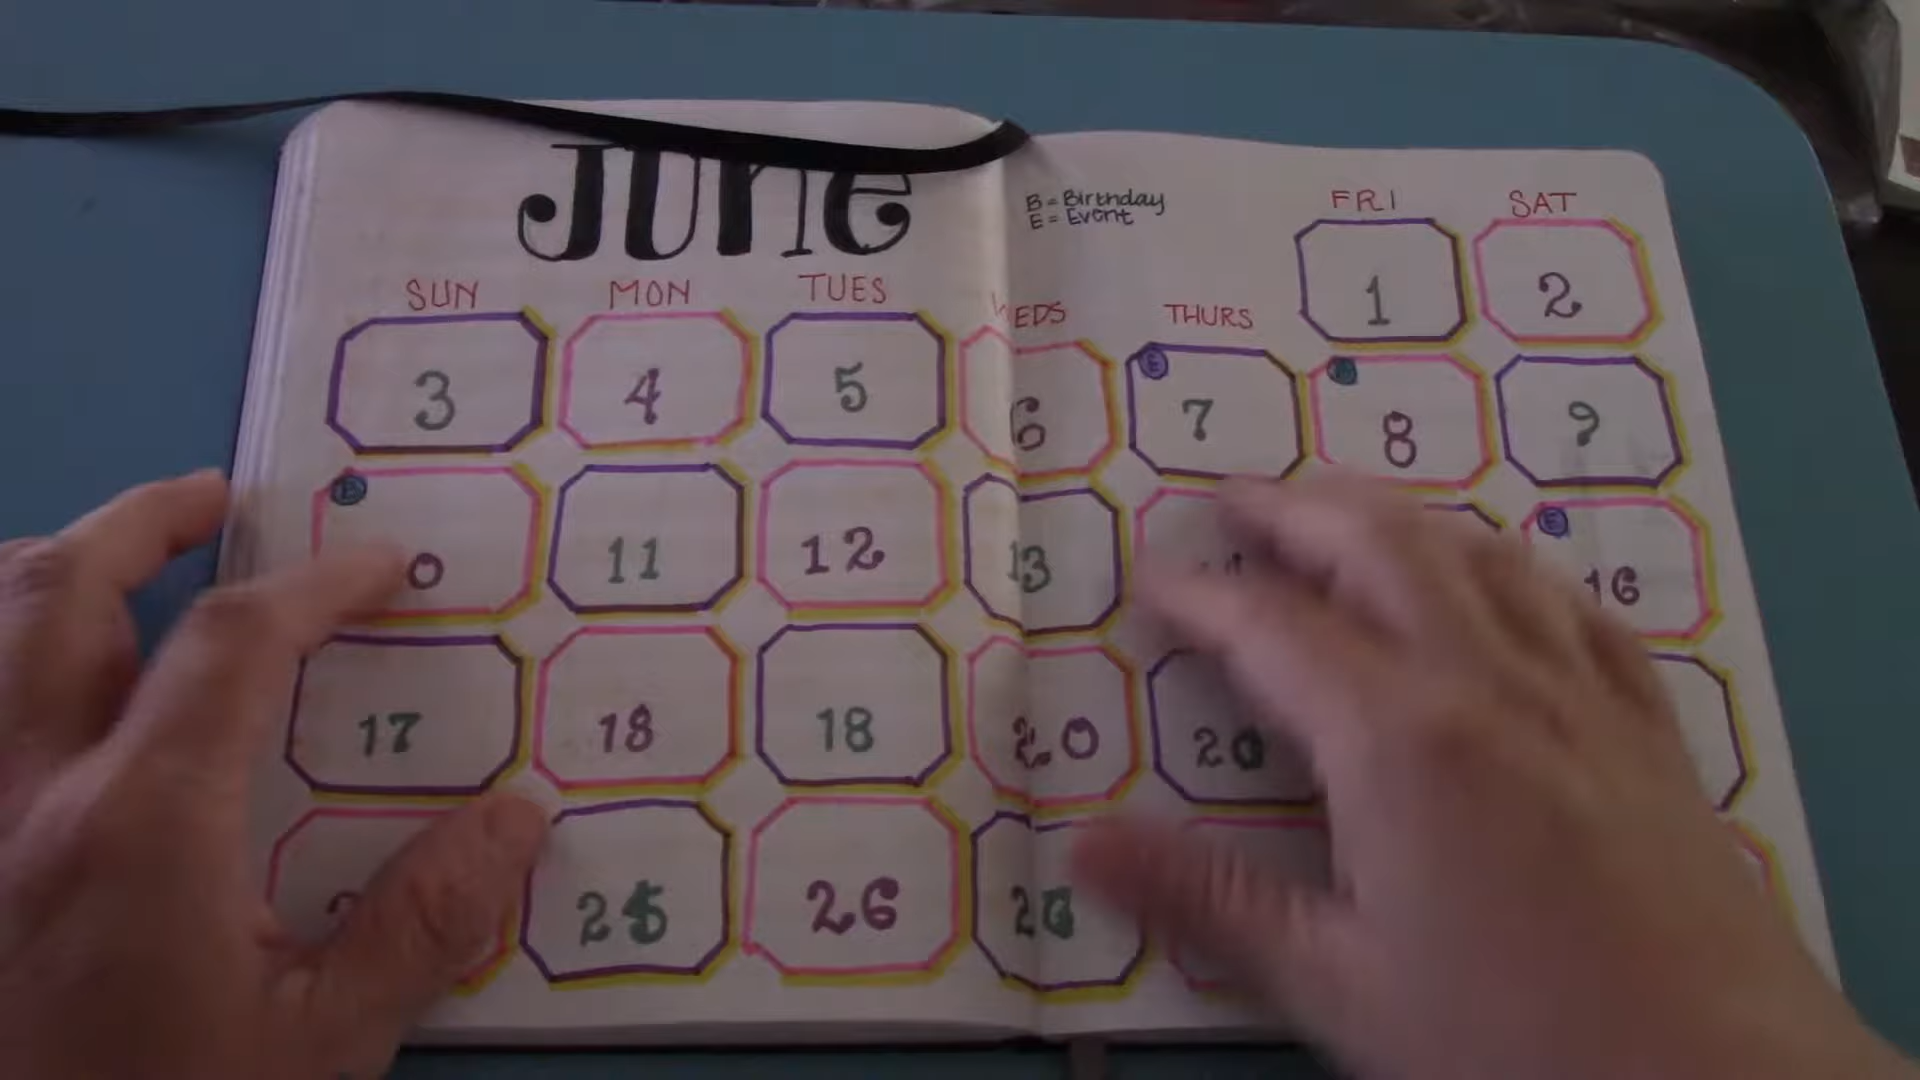 June
B = Birthday
E = Event
FRI SAT
SUN MON TUES WEDS THURS
1 2
3 4 5 6 7 8 9
E
B E
11 12 13 16
17 18 18 20 20
25 26